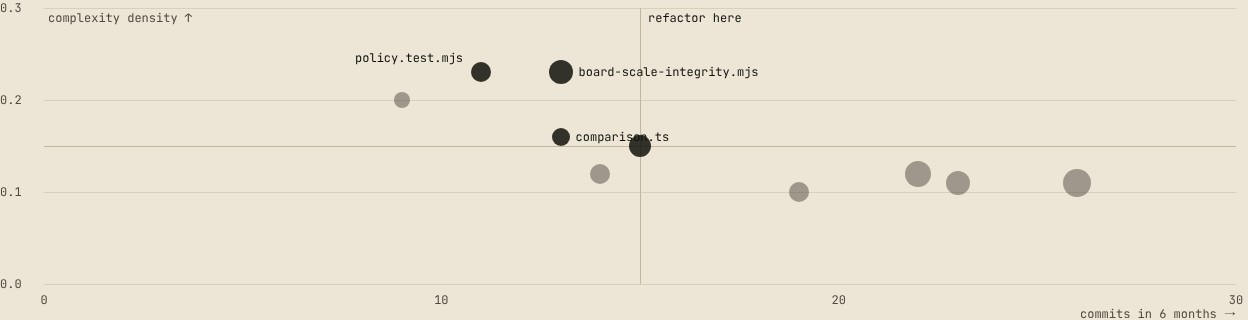 0.3
complexity density ↑
refactor here
policy.test.mjs
board-scale-integrity.mjs
0.2
comparison.ts
0.1
0.0
0
10
20
30
commits in 6 months →